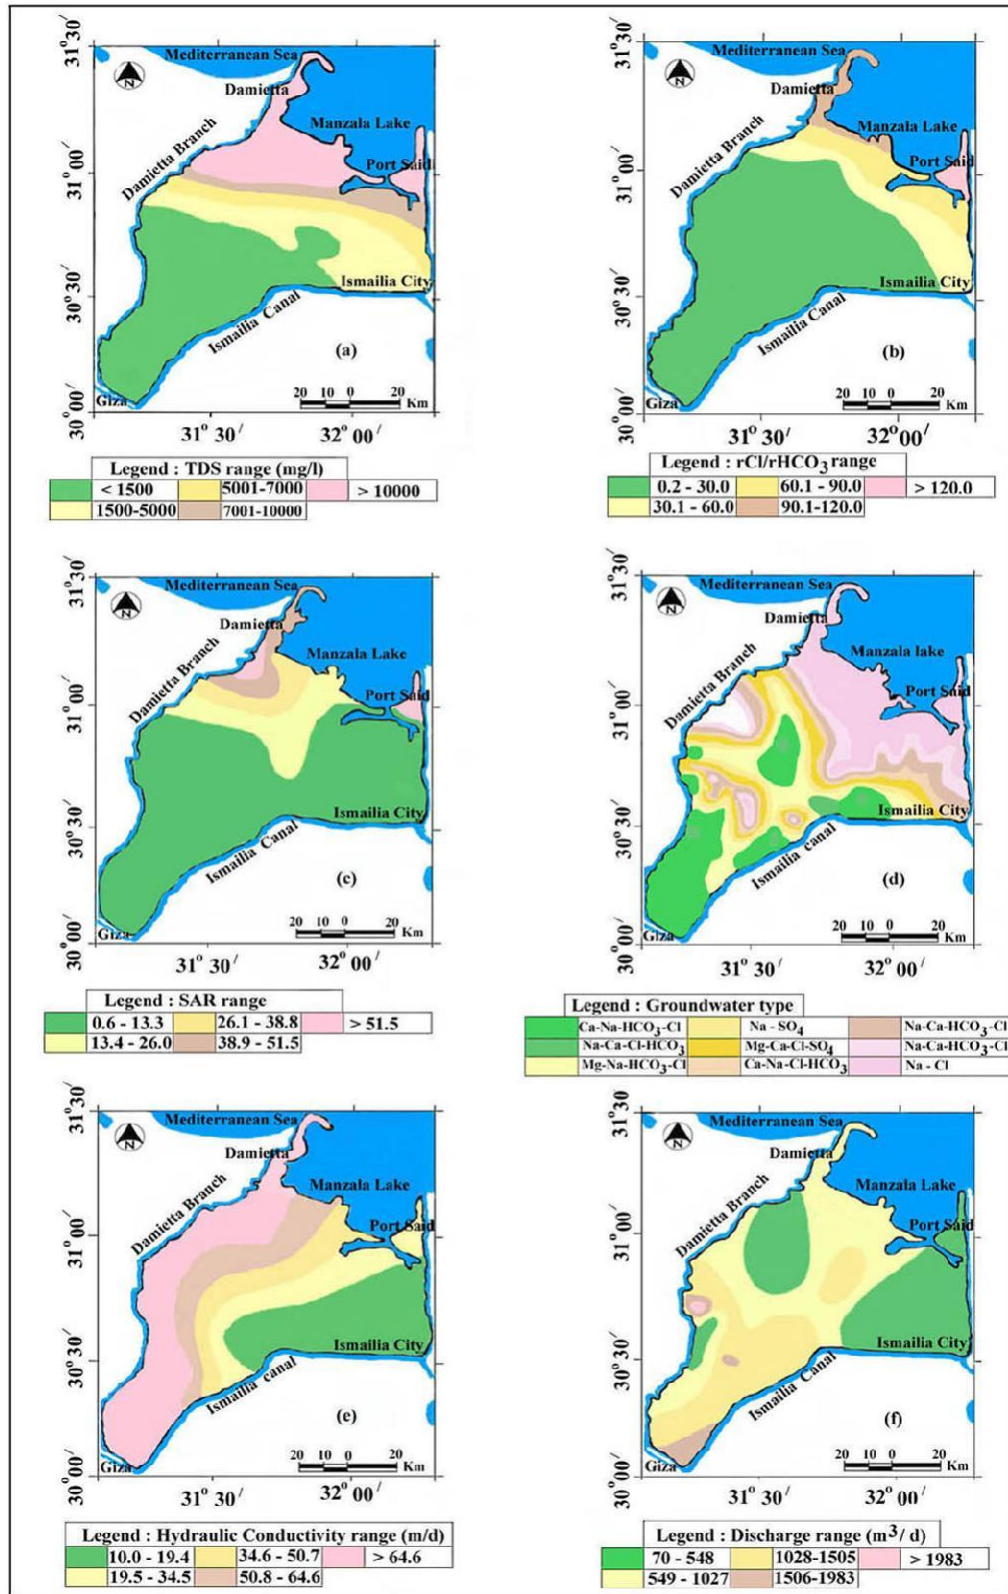 31°30′
Mediterranean Sea
N
Damietta
Manzala Lake
Damietta Branch
Port Said
31°00′
Ismailia City
30°30′
Ismailia Canal
(a)
20 10 0 20
Km
Giza
30°00′
31°30′ 32°00′
Legend : TDS range (mg/l)
< 1500 5001-7000 > 10000
1500-5000 7001-10000
31°30′
Mediterranean Sea
N
Damietta
Manzala Lake
Damietta Branch
Port Said
31°00′
Ismailia City
30°30′
Ismailia Canal
(b)
20 10 0 20
Km
Giza
30°00′
31°30′ 32°00′
Legend : rCl/rHCO3 range
0.2 - 30.0 60.1 - 90.0 > 120.0
30.1 - 60.0 90.1-120.0
31°30′
Mediterranean Sea
N
Damietta
Manzala Lake
Damietta Branch
Port Said
31°00′
Ismailia City
30°30′
Ismailia Canal
(c)
20 10 0 20
Km
Giza
30°00′
31°30′ 32°00′
Legend : SAR range
0.6 - 13.3 26.1 - 38.8 > 51.5
13.4 - 26.0 38.9 - 51.5
31°30′
Mediterranean Sea
N
Damietta
Manzala lake
Damietta Branch
Port Said
31°00′
Ismailia City
30°30′
Ismailia canal
(d)
20 10 0 20
Km
Giza
30°00′
31°30′ 32°00′
Legend : Groundwater type
Ca-Na-HCO3-Cl Na - SO4 Na-Ca-HCO3-Cl
Na-Ca-Cl-HCO3 Mg-Ca-Cl-SO4 Na-Ca-HCO3-Cl
Mg-Na-HCO3-Cl Ca-Na-Cl-HCO3 Na - Cl
31°30′
Mediterranean Sea
N
Damietta
Manzala Lake
Damietta Branch
Port Said
31°00′
Ismailia City
30°30′
Ismailia canal
(e)
20 10 0 20
Km
Giza
30°00′
31°30′ 32°00′
Legend : Hydraulic Conductivity range (m/d)
10.0 - 19.4 34.6 - 50.7 > 64.6
19.5 - 34.5 50.8 - 64.6
31°30′
Mediterranean Sea
N
Damietta
Manzala Lake
Damietta Branch
Port Said
31°00′
Ismailia City
30°30′
Ismailia Canal
(f)
20 10 0 20
Km
Giza
30°00′
31°30′ 32°00′
Legend : Discharge range (m3/ d)
70 - 548 1028-1505 > 1983
549 - 1027 1506-1983